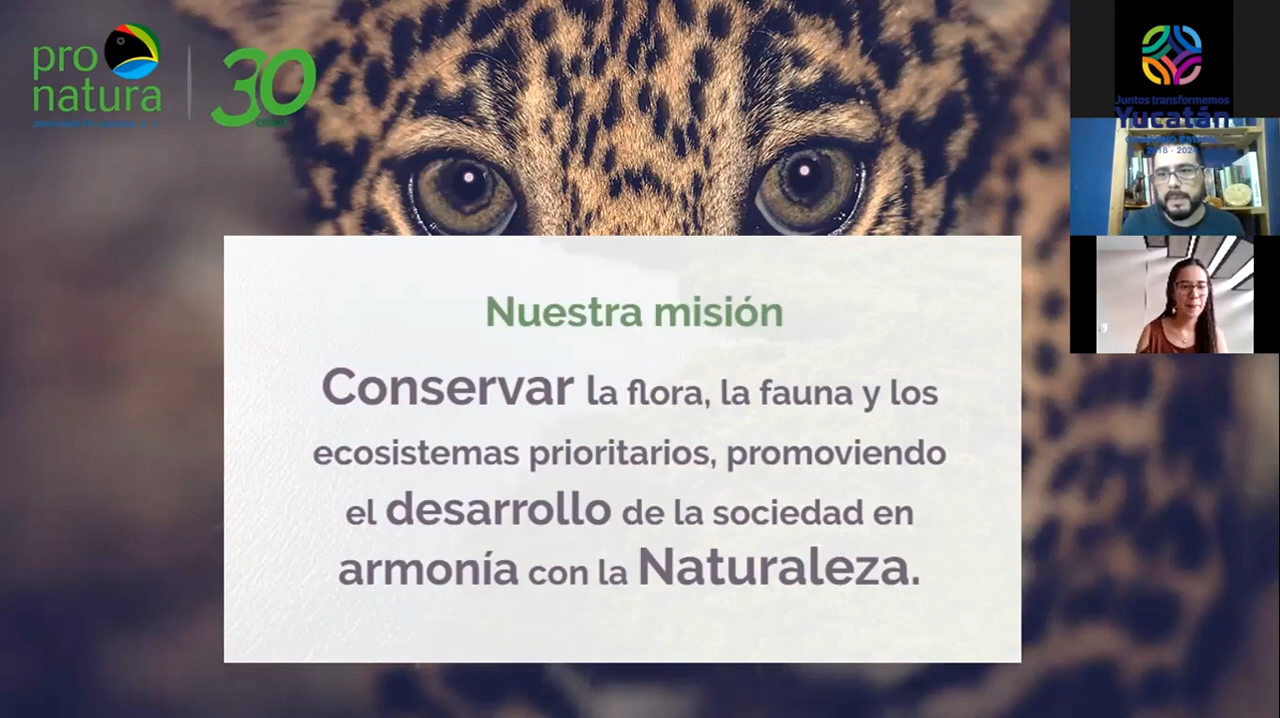 pro
natura
30
Juntos transformemos
Yucatán
Nuestra misión
Conservar la flora, la fauna y los
ecosistemas prioritarios, promoviendo
el desarrollo de la sociedad en
armonía con la Naturaleza.